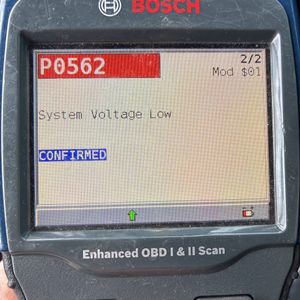 BOSCH
P0562
2/2
Mod $01
System Voltage Low
CONFIRMED
Enhanced OBD I & II Scan